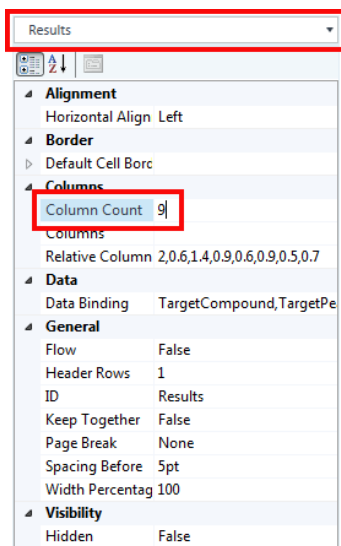 Results
Alignment
Horizontal Align Left
Border
Default Cell Borc
Columns
Column Count 9
Columns
Relative Column 2,0.6,1.4,0.9,0.6,0.9,0.5,0.7
Data
Data Binding TargetCompound,TargetPea
General
Flow False
Header Rows 1
ID Results
Keep Together False
Page Break None
Spacing Before 5pt
Width Percentag 100
Visibility
Hidden False